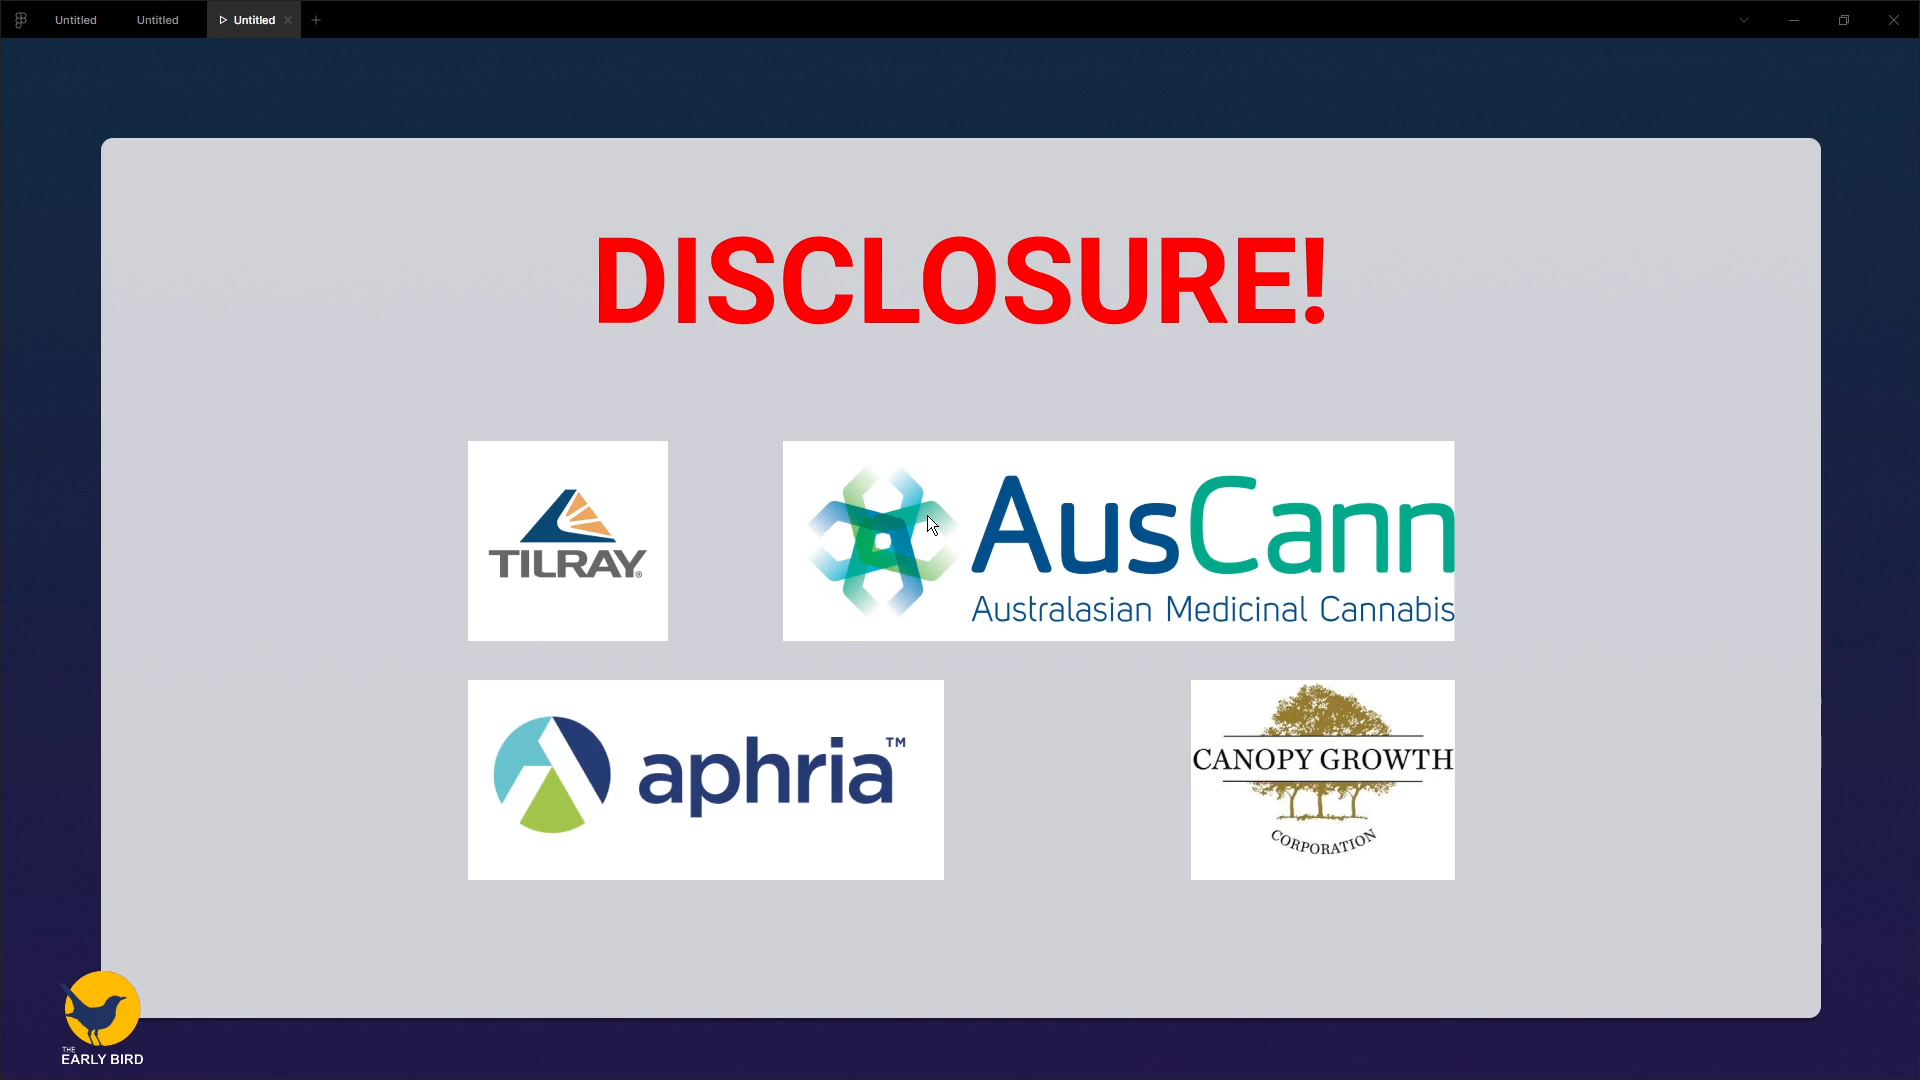 Untitled
Untitled
Untitled
DISCLOSURE!
TILRAY®
AusCann
Australasian Medicinal Cannabis
aphria™
CANOPY GROWTH
CORPORATION
THE
EARLY BIRD